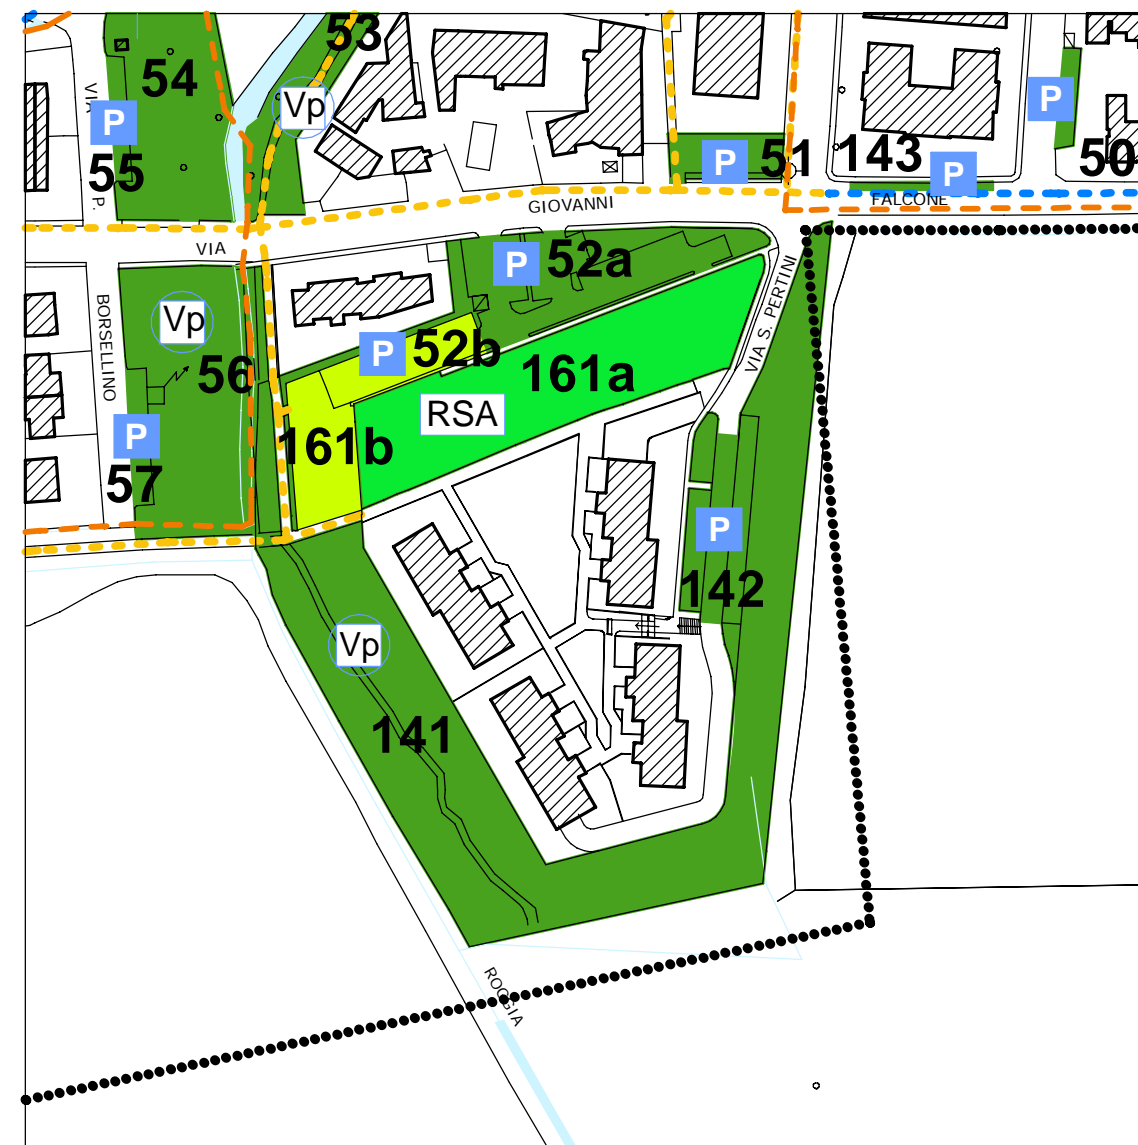 53
54
Vp
P
VIA
P.
55
P
51
143
P
P
50
GIOVANNI
FALCONE
VIA
P
52a
VIA S. PERTINI
BORSELLINO
Vp
56
P
52b
161a
RSA
P
57
161b
P
142
Vp
141
ROGGIA